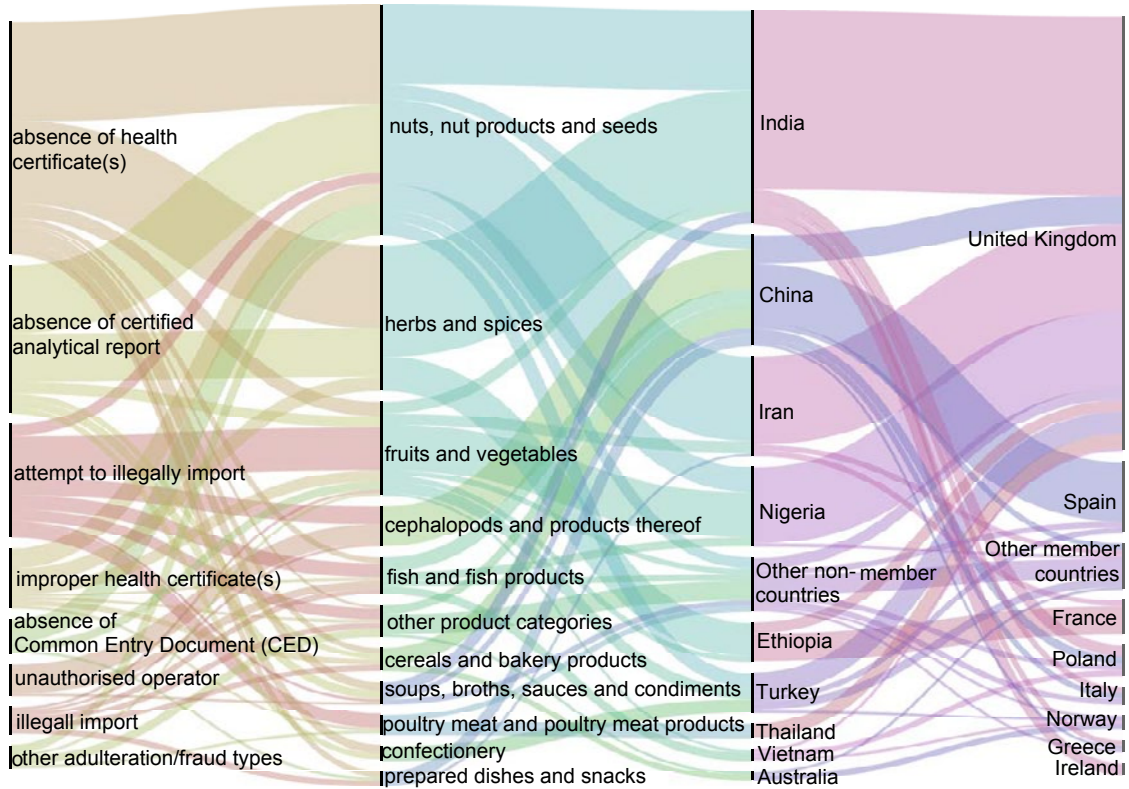 absence of health
certificate(s)
absence of certified
analytical report
attempt to illegally import
improper health certificate(s)
absence of
Common Entry Document (CED)
unauthorised operator
illegall import
other adulteration/fraud types
nuts, nut products and seeds
herbs and spices
fruits and vegetables
cephalopods and products thereof
fish and fish products
other product categories
cereals and bakery products
soups, broths, sauces and condiments
poultry meat and poultry meat products
confectionery
prepared dishes and snacks
India
China
Iran
Nigeria
Other non-member
countries
Ethiopia
Turkey
Thailand
Vietnam
Australia
United Kingdom
Spain
Other member
countries
France
Poland
Italy
Norway
Greece
Ireland